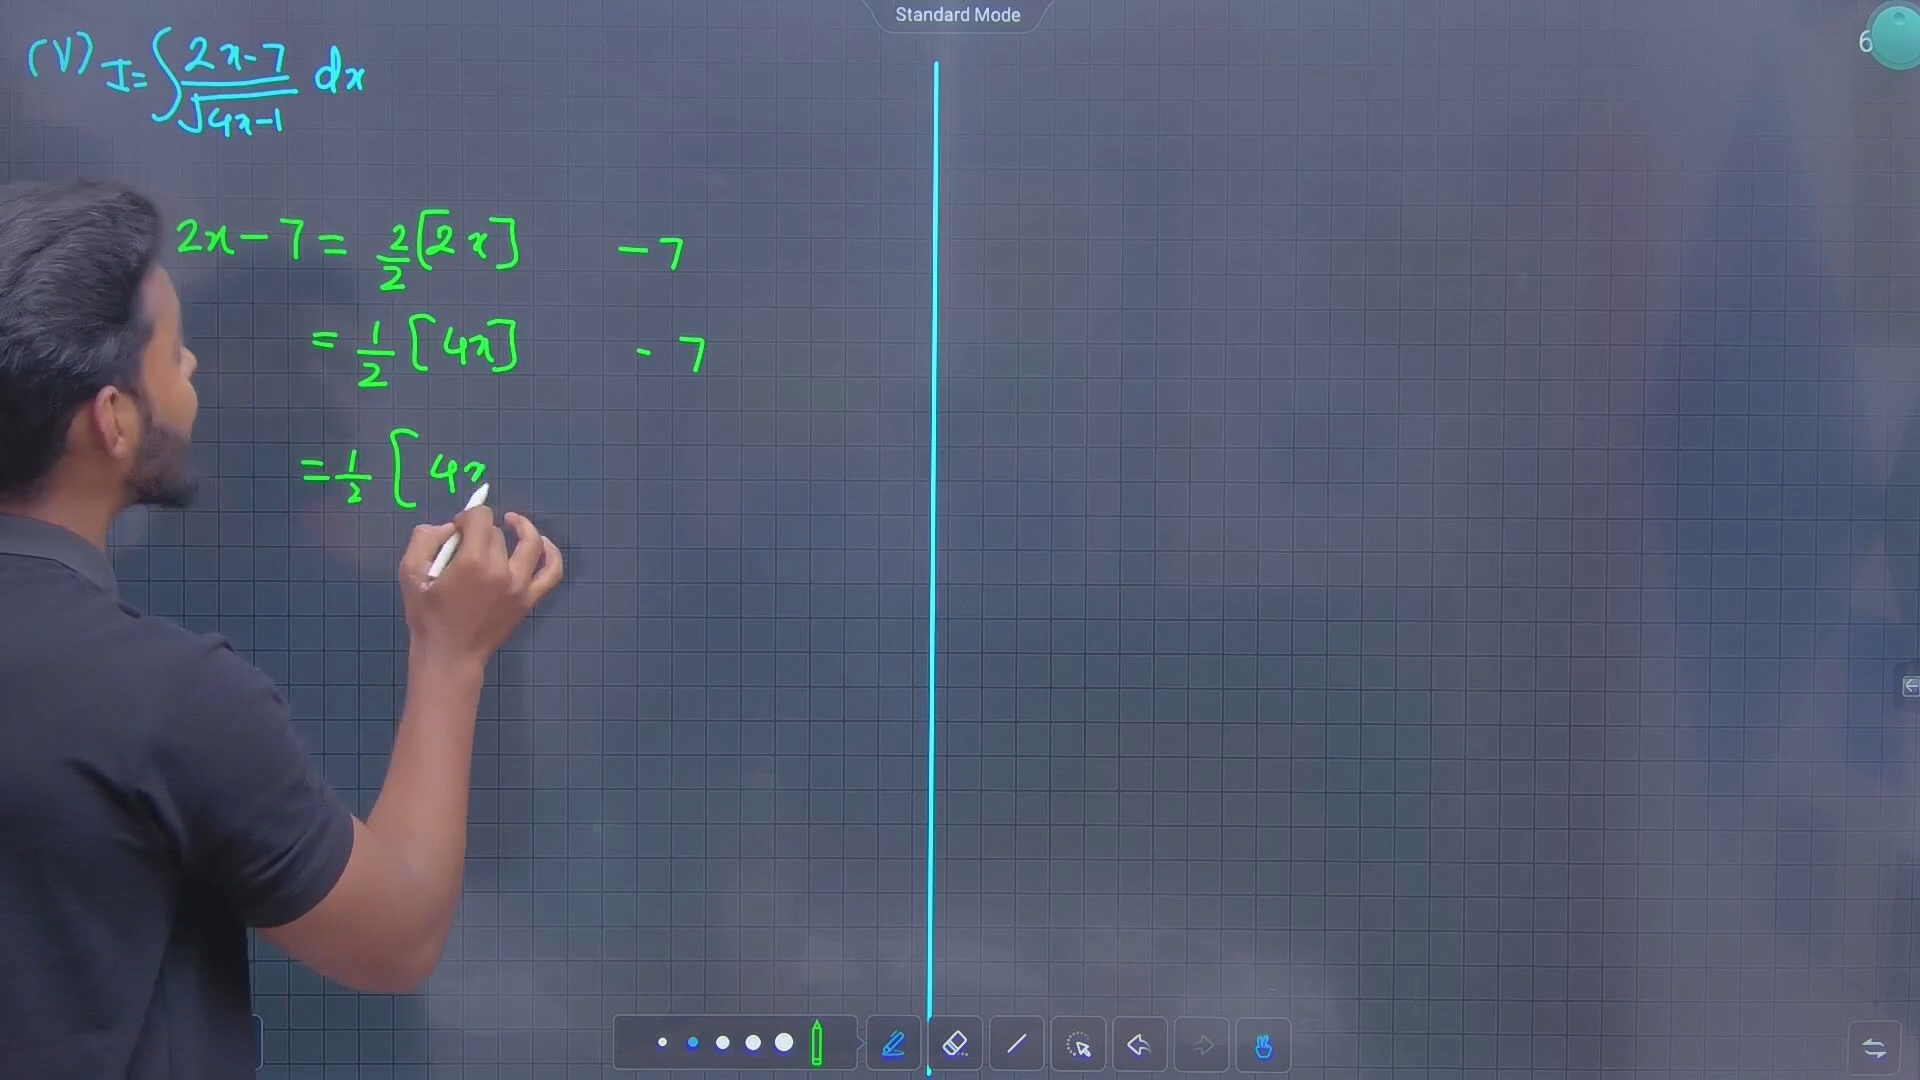 Standard Mode
6
(V) I = ∫ (2x-7)/√(4x-1) dx
2x-7 = 2/2 [2x] -7
= 1/2 [4x] -7
= 1/2 [4x